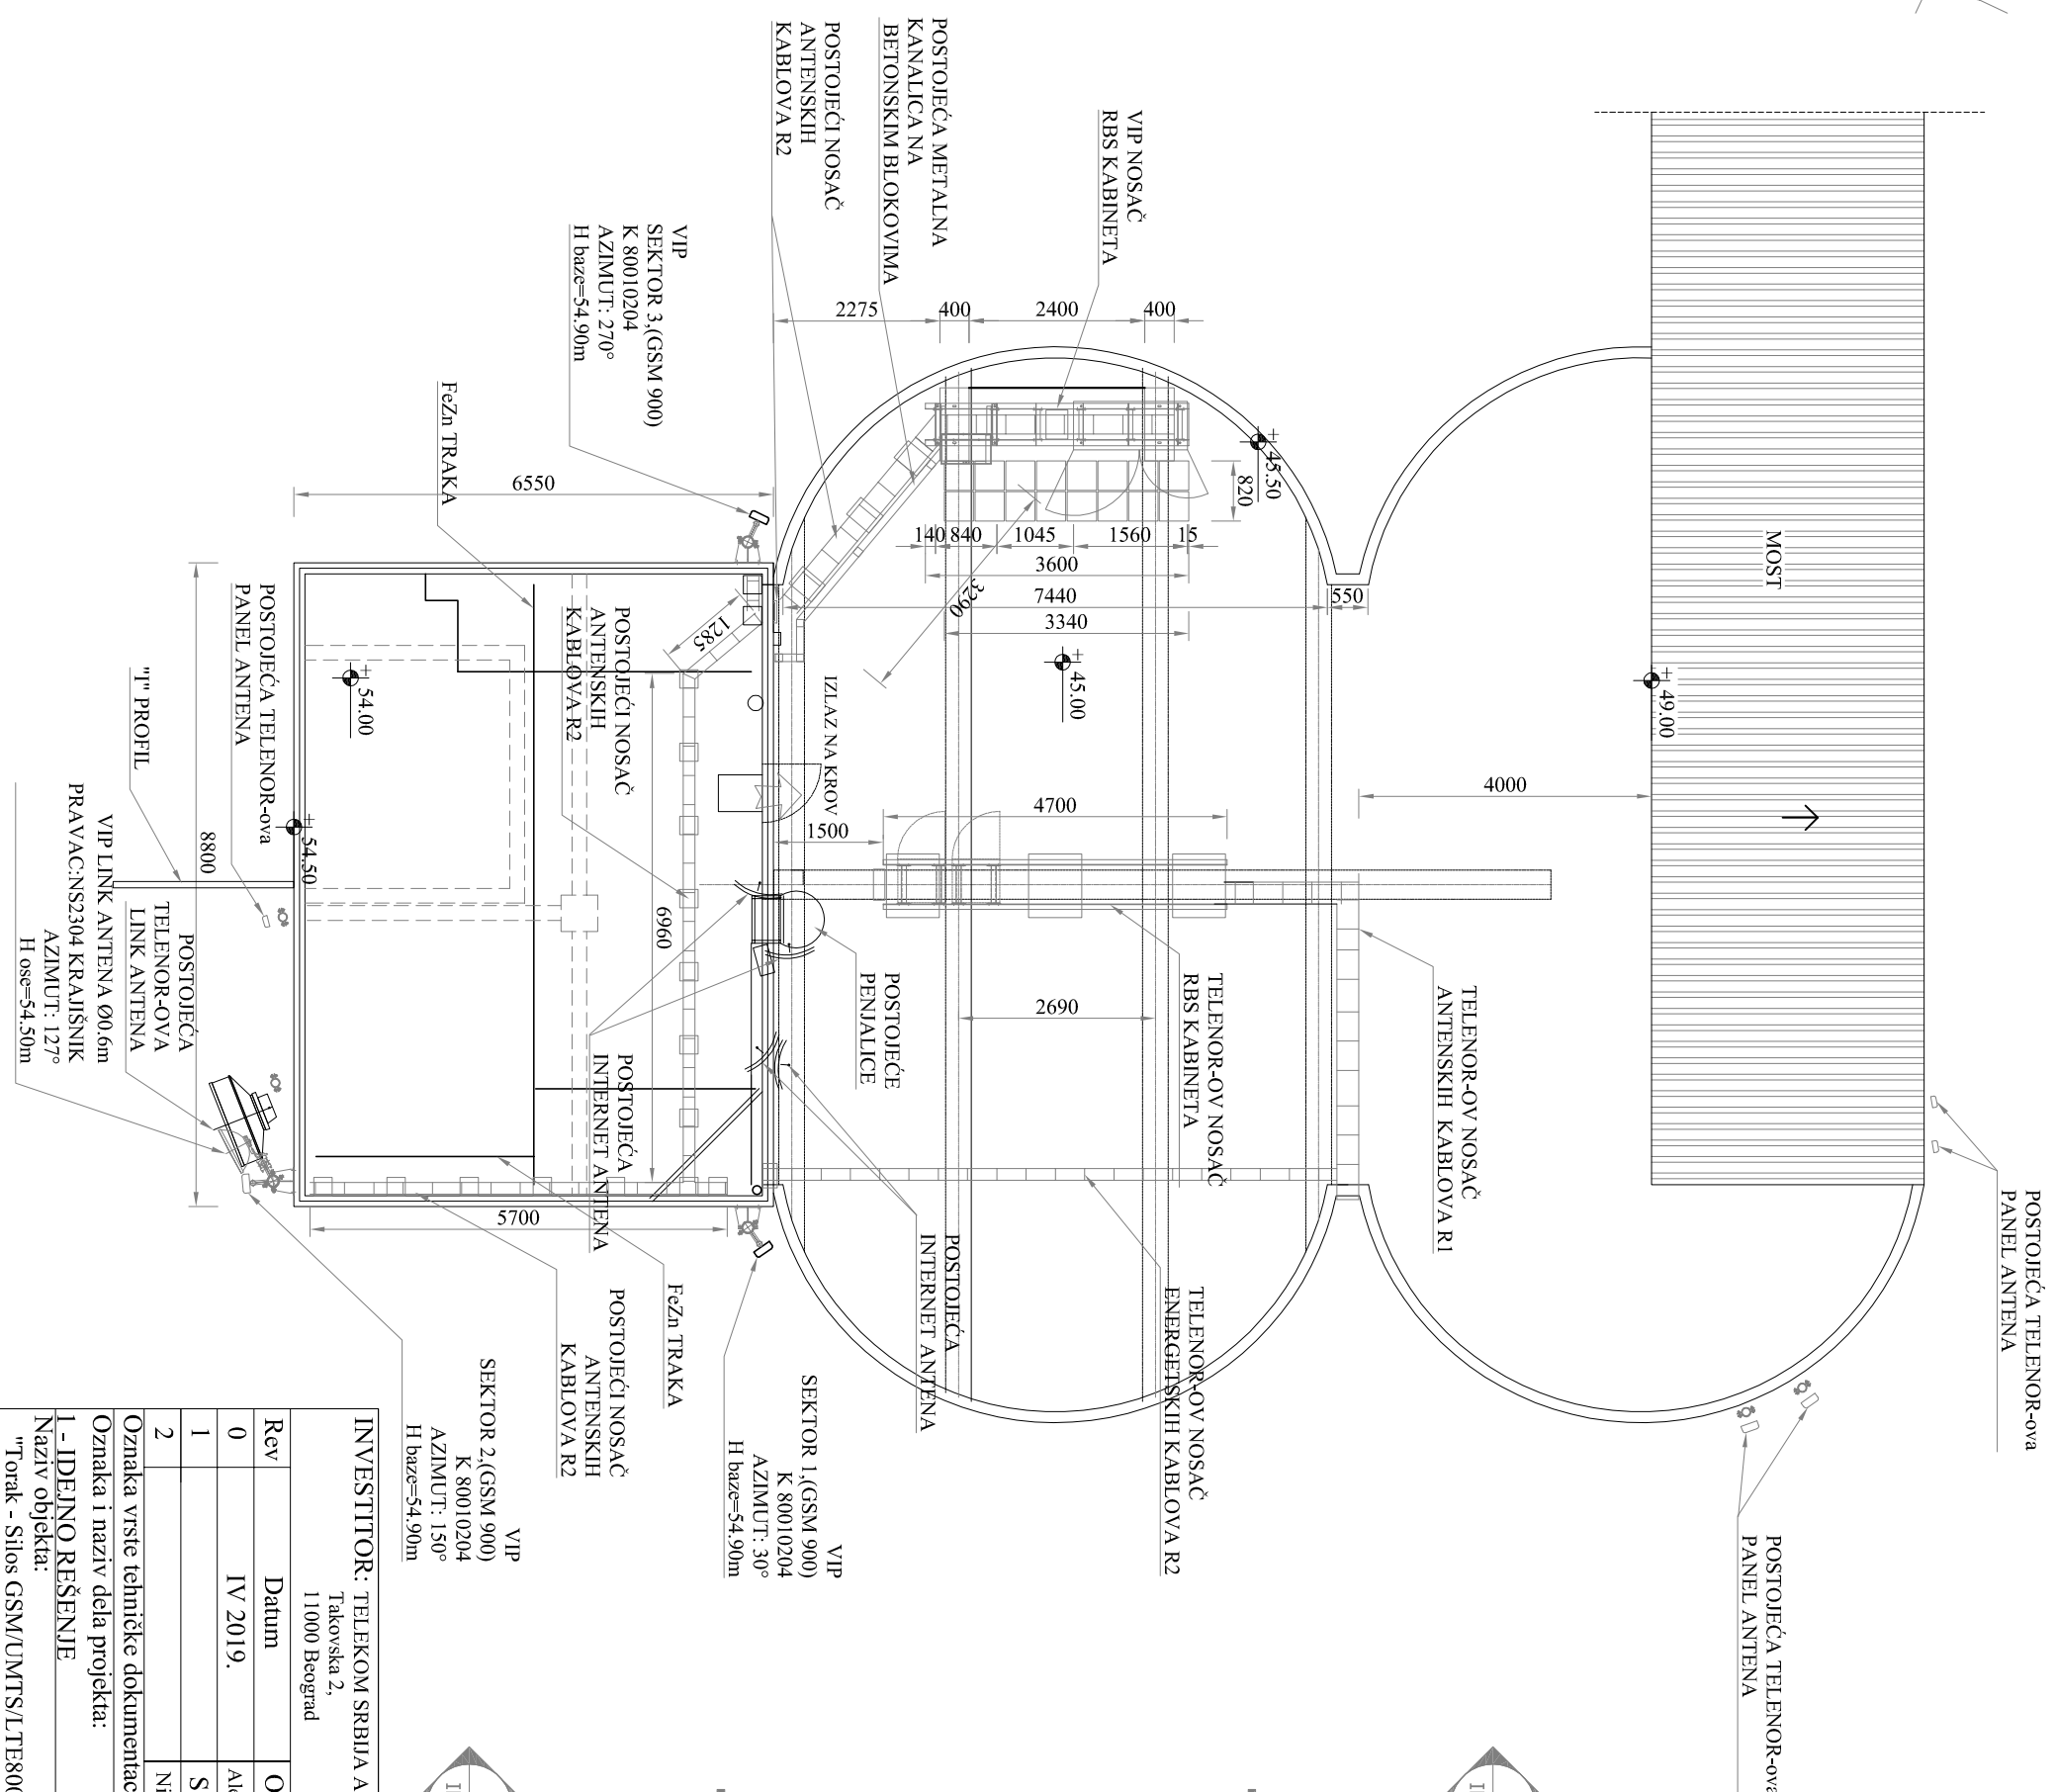 POSTOJEĆA TELENOR-ova
PANEL ANTENA
POSTOJEĆA TELENOR-ova
PANEL ANTENA
MOST
+
49.00
4000
TELENOR-OV NOSAČ
ANTENSKIH KABLOVA R1
TELENOR-OV NOSAČ
RBS KABINETA
TELENOR-OV NOSAČ
ENERGETSKIH KABLOVA R2
VIP NOSAČ
RBS KABINETA
POSTOJEĆA METALNA
KANALICA NA
BETONSKIM BLOKOVIMA
POSTOJEĆI NOSAČ
ANTENSKIH
KABLOVA R2
2275
400
2400
400
+
45.50
820
140
840
1045
1560
15
3600
3290
7440
550
3340
+
45.00
4700
1500
2690
IZLAZ NA KROV
POSTOJEĆE
PENJALICE
POSTOJEĆA
INTERNET ANTENA
VIP
SEKTOR 3,(GSM 900)
K 80010204
AZIMUT: 270°
H baze=54.90m
FeZn TRAKA
6550
1285
POSTOJEĆI NOSAČ
ANTENSKIH
KABLOVA R2
6960
POSTOJEĆA
INTERNET ANTENA
+
54.00
+
54.50
8800
5700
POSTOJEĆA TELENOR-ova
PANEL ANTENA
"T" PROFIL
POSTOJEĆA
TELENOR-OVA
LINK ANTENA
VIP LINK ANTENA Ø0.6m
PRAVAC:NS2304 KRAJIŠNIK
AZIMUT: 127°
H ose=54.50m
VIP
SEKTOR 1,(GSM 900)
K 80010204
AZIMUT: 30°
H baze=54.90m
FeZn TRAKA
POSTOJEĆI NOSAČ
ANTENSKIH
KABLOVA R2
VIP
SEKTOR 2,(GSM 900)
K 80010204
AZIMUT: 150°
H baze=54.90m
INVESTITOR: TELEKOM SRBIJA A
Takovska 2,
11000 Beograd
Rev Datum O
0 IV 2019.
1 S
2 Ni
Oznaka vrste tehničke dokumentac
Oznaka i naziv dela projekta:
1 - IDEJNO REŠENJE
Naziv objekta:
"Torak - Silos GSM/UMTS/LTE800